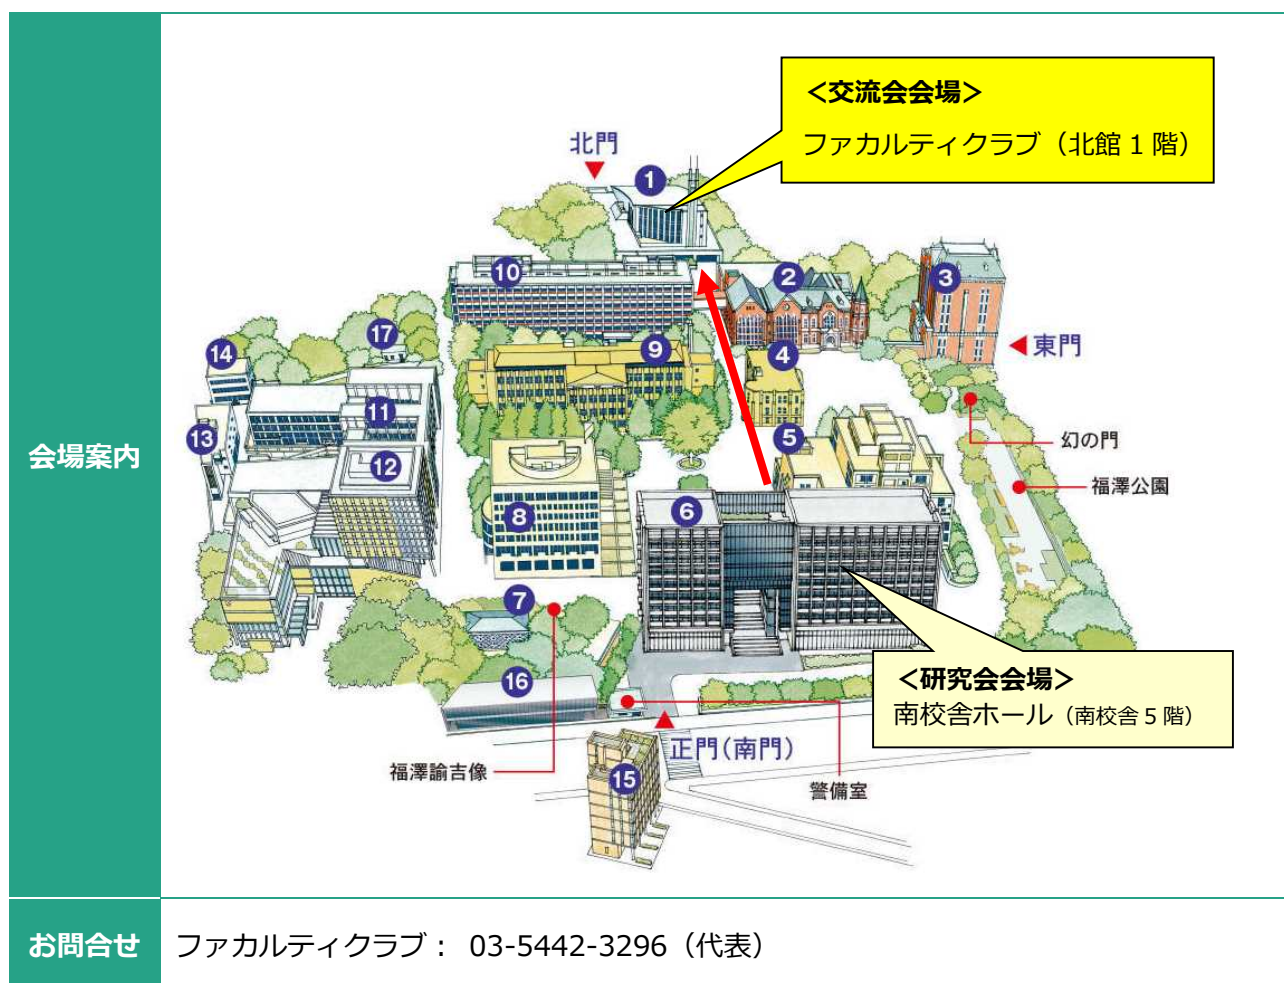 会場案内
＜交流会会場＞
ファカルティクラブ（北館 1 階）
北門
1
10
2
3
17
14
9
4
東門
11
13
5
幻の門
12
福澤公園
6
8
7
＜研究会会場＞
南校舎ホール（南校舎 5 階）
16
正門（南門）
福澤諭吉像
15
警備室
お問合せ
ファカルティクラブ： 03-5442-3296（代表）